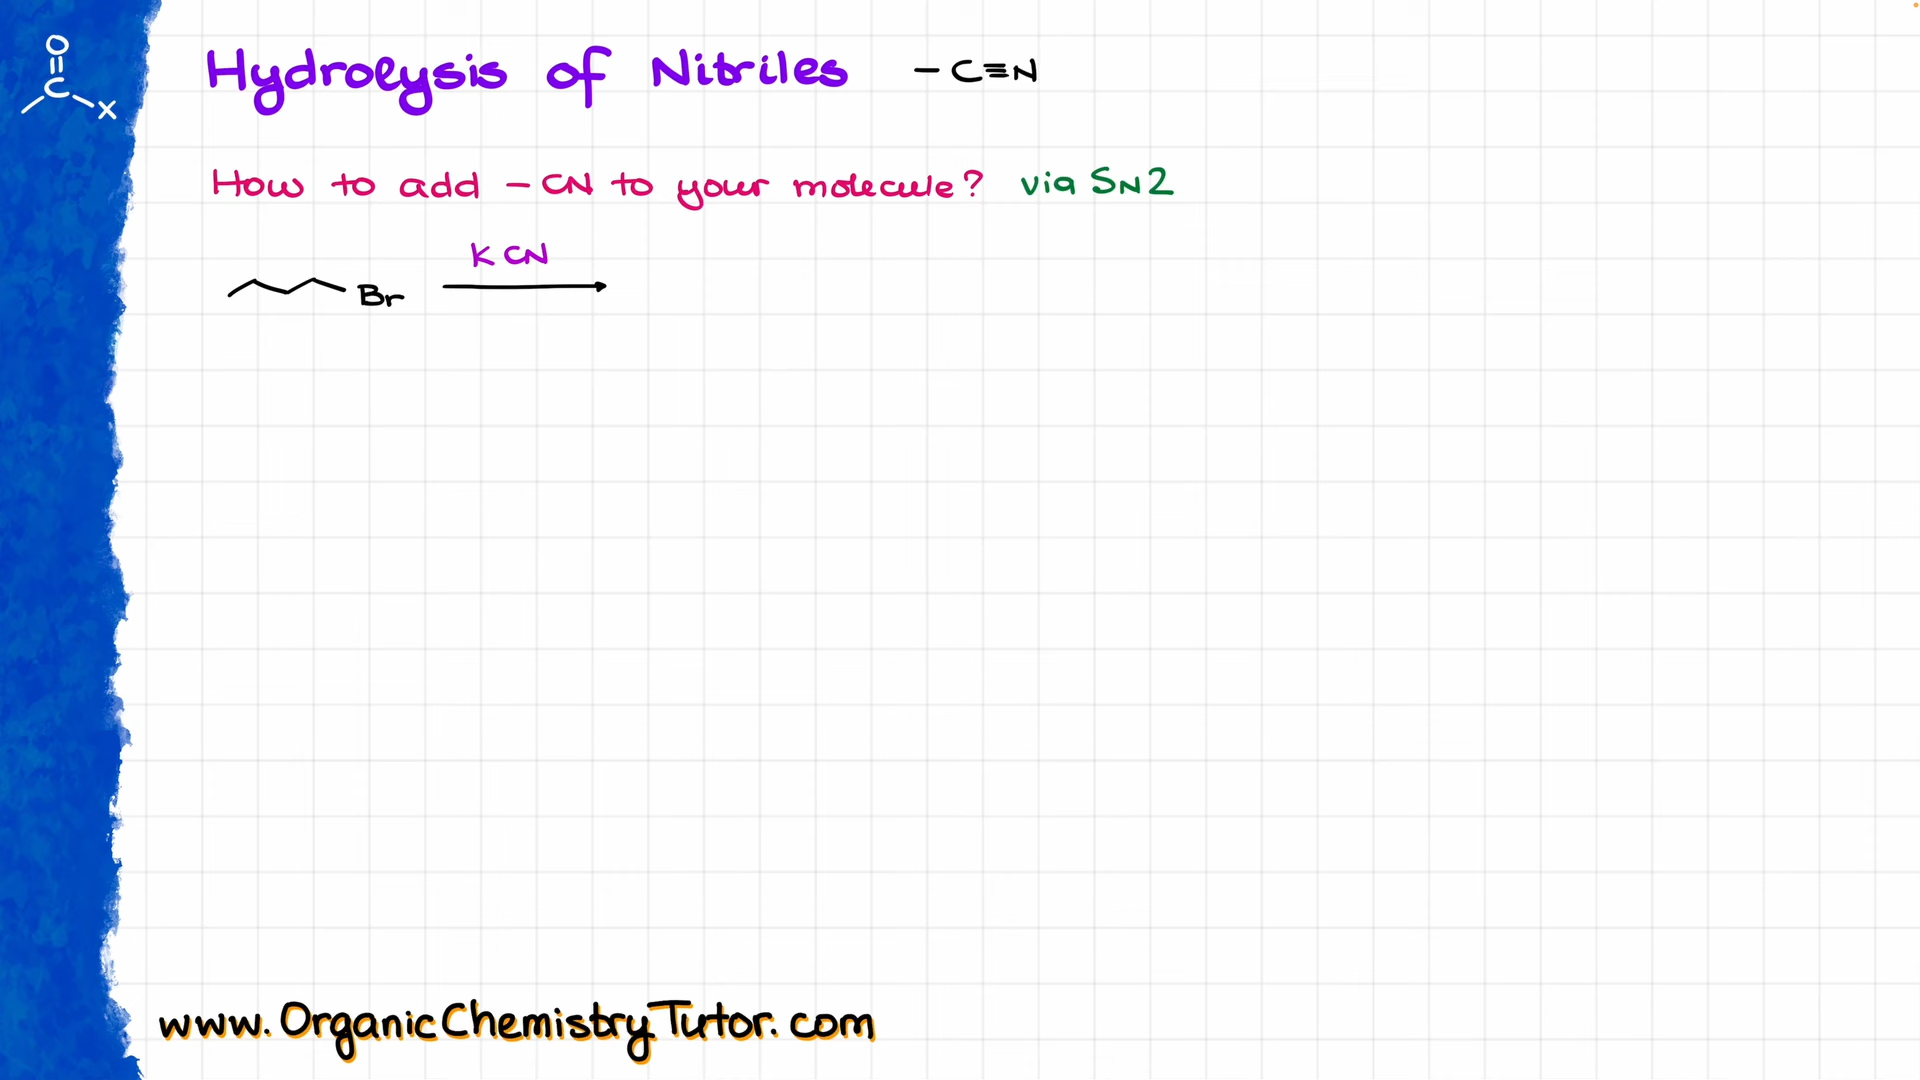 O
C
X
Hydrolysis of Nitriles -C≡N
How to add -CN to your molecule? via SN2
KCN
Br
www.OrganicChemistryTutor.com